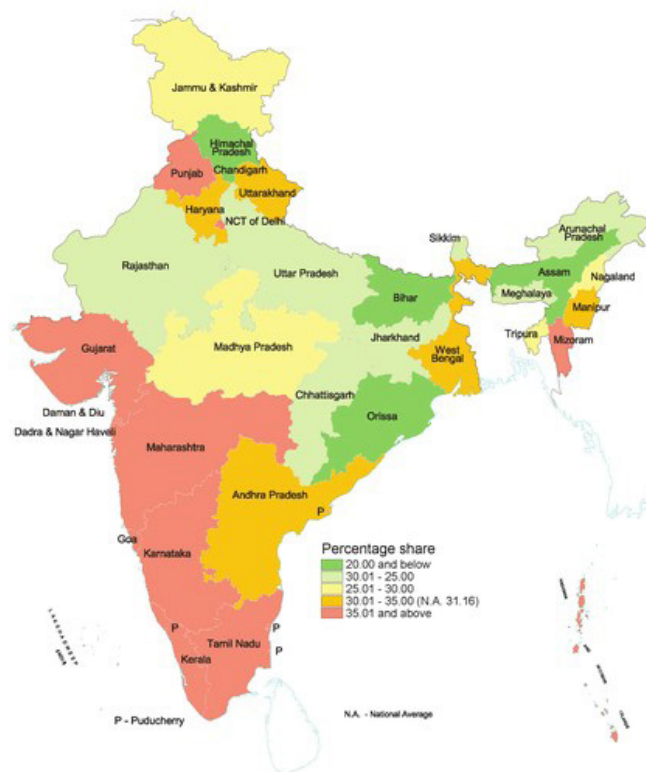 Jammu & Kashmir
Himachal
Pradesh
Punjab
Chandigarh
Uttarakhand
Haryana
NCT of Delhi
Rajasthan
Uttar Pradesh
Sikkim
Arunachal
Pradesh
Assam
Nagaland
Bihar
Meghalaya
Manipur
Gujarat
Madhya Pradesh
Jharkhand
West
Bengal
Tripura
Mizoram
Chhattisgarh
Daman & Diu
Orissa
Dadra & Nagar Haveli
Maharashtra
Andhra Pradesh
P
Goa
Karnataka
Percentage share
20.00 and below
30.01 - 25.00
25.01 - 30.00
30.01 - 35.00 (N.A. 31.16)
35.01 and above
P
P
Tamil Nadu
P
Kerala
P - Puducherry
N.A. - National Average
LAKSHADWEEP